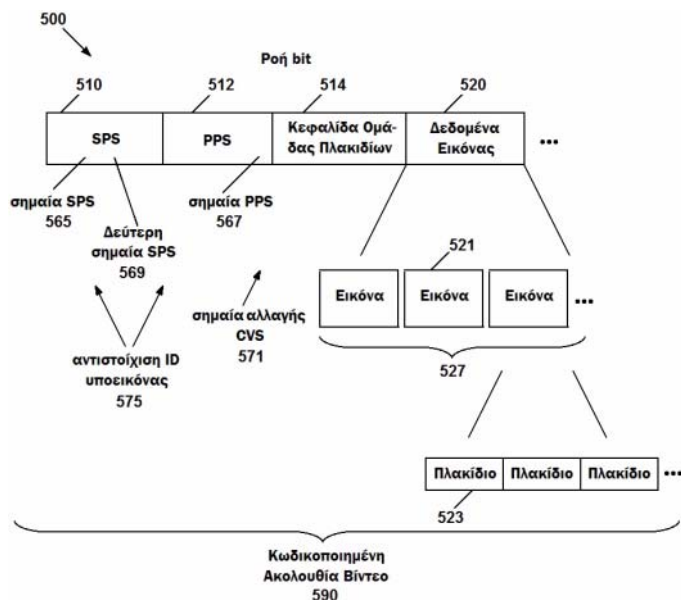 500
Ροή bit
510
512
514
520
SPS
PPS
Κεφαλίδα Ομά-
δας Πλακιδίων
Δεδομένα
Εικόνας
...
σημαία SPS
565
Δεύτερη
σημαία SPS
569
σημαία PPS
567
521
Εικόνα
Εικόνα
Εικόνα
...
σημαία αλλαγής
CVS
571
αντιστοίχιση ID
υποεικόνας
575
527
Πλακίδιο
Πλακίδιο
Πλακίδιο
...
523
Κωδικοποιημένη
Ακολουθία Βίντεο
590